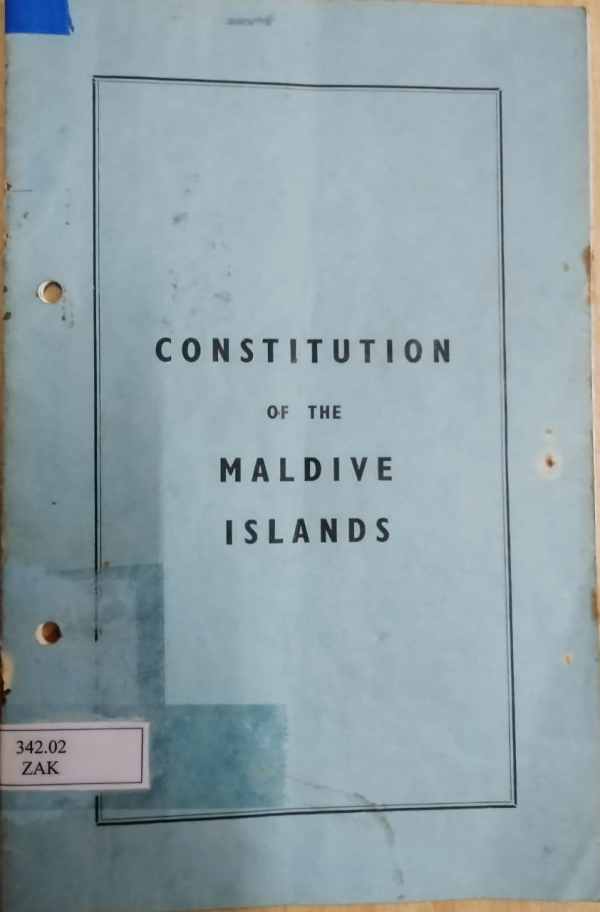 CONSTITUTION
OF THE
MALDIVE
ISLANDS
342.02
ZAK